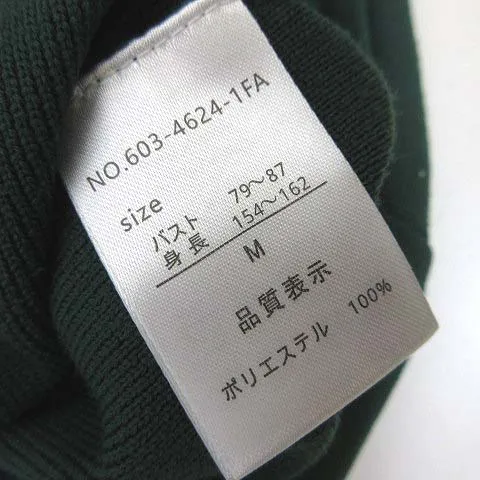 NO.603-4624-1FA
size
バスト 79～87
身長 154～162
M
品質表示
ポリエステル 100%